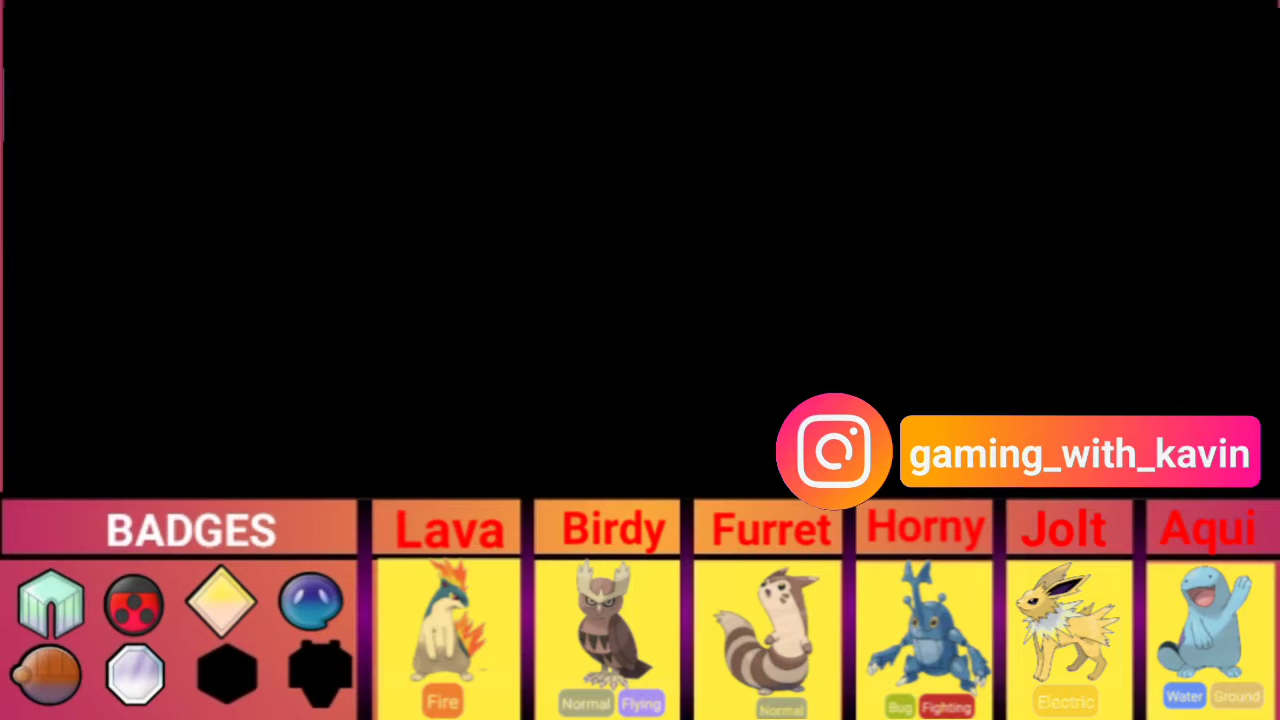 gaming_with_kavin
BADGES
Lava
Birdy
Furret
Horny
Jolt
Aqui
Fire
Normal Flying
Normal
Bug Fighting
Electric
Water Ground